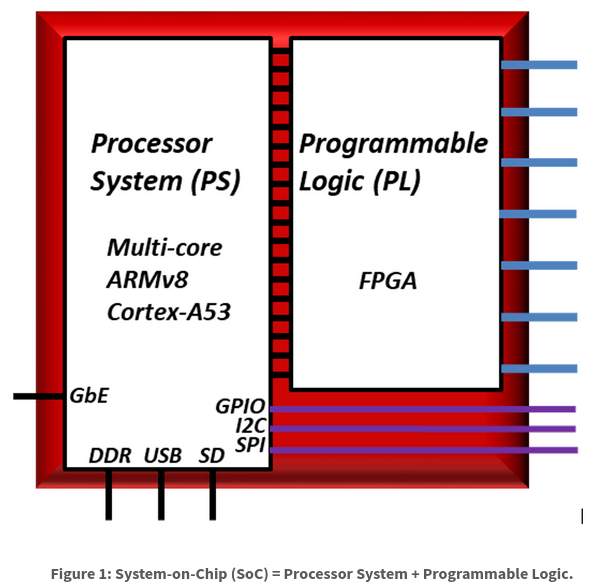 Processor
System (PS)
Multi-core
ARMv8
Cortex-A53
Programmable
Logic (PL)
FPGA
GbE
GPIO
I2C
SPI
DDR USB SD
Figure 1: System-on-Chip (SoC) = Processor System + Programmable Logic.